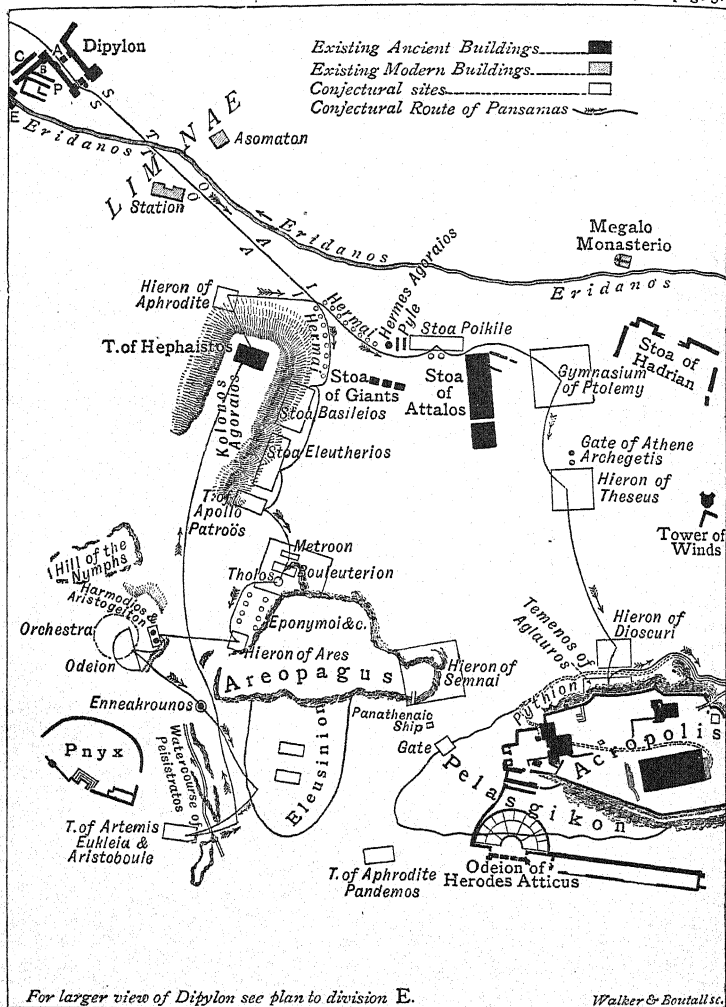 Dipylon
C
A
B
P
E
S
S
Existing Ancient Buildings
Existing Modern Buildings
Conjectural sites
Conjectural Route of Pansamas
LIMNAE
Asomaton
Eridanos
Station
Eridanos
Megalo
Monasterio
Eridanos
Hieron of
Aphrodite
Hermai
Hermai
Hermes Agoraios
Pyle
Stoa Poikile
T. of Hephaistos
Stoa
of Giants
Stoa
of
Attalos
Gymnasium
of Ptolemy
Stoa of
Hadrian
Kolonos
Agoraios
Stoa Basileios
Stoa Eleutherios
Gate of Athene
Archegetis
Hieron of
Theseus
T. of
Apollo
Patroös
Tower of
Winds
Metroon
Bouleuterion
Tholos
Hill of the
Nymphs
Harmodios &
Aristogeiton
Orchestra
Odeion
Eponymoi &c.
Hieron of Ares
Areopagus
Hieron of
Semnai
Temenos of
Aglauros
Hieron of
Dioscuri
Pythion
Enneakrounos
Panathenaic
Ship
Gate
Pnyx
Watercourse of
Peisistratos
Eleusinion
Acropolis
Pelasgikon
T. of Artemis
Eukleia &
Aristoboule
T. of Aphrodite
Pandemos
Odeion of
Herodes Atticus
For larger view of Dipylon see plan to division E.
Walker & Boutall sc.